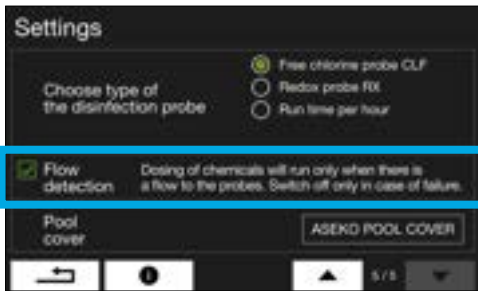 Settings
Choose type of
the disinfection probe
Free chlorine probe CLF
Redox probe RX
Run time per hour
Flow
detection
Dosing of chemicals will run only when there is
a flow to the probes. Switch off only in case of failure.
Pool
cover
ASEKO POOL COVER
5/5